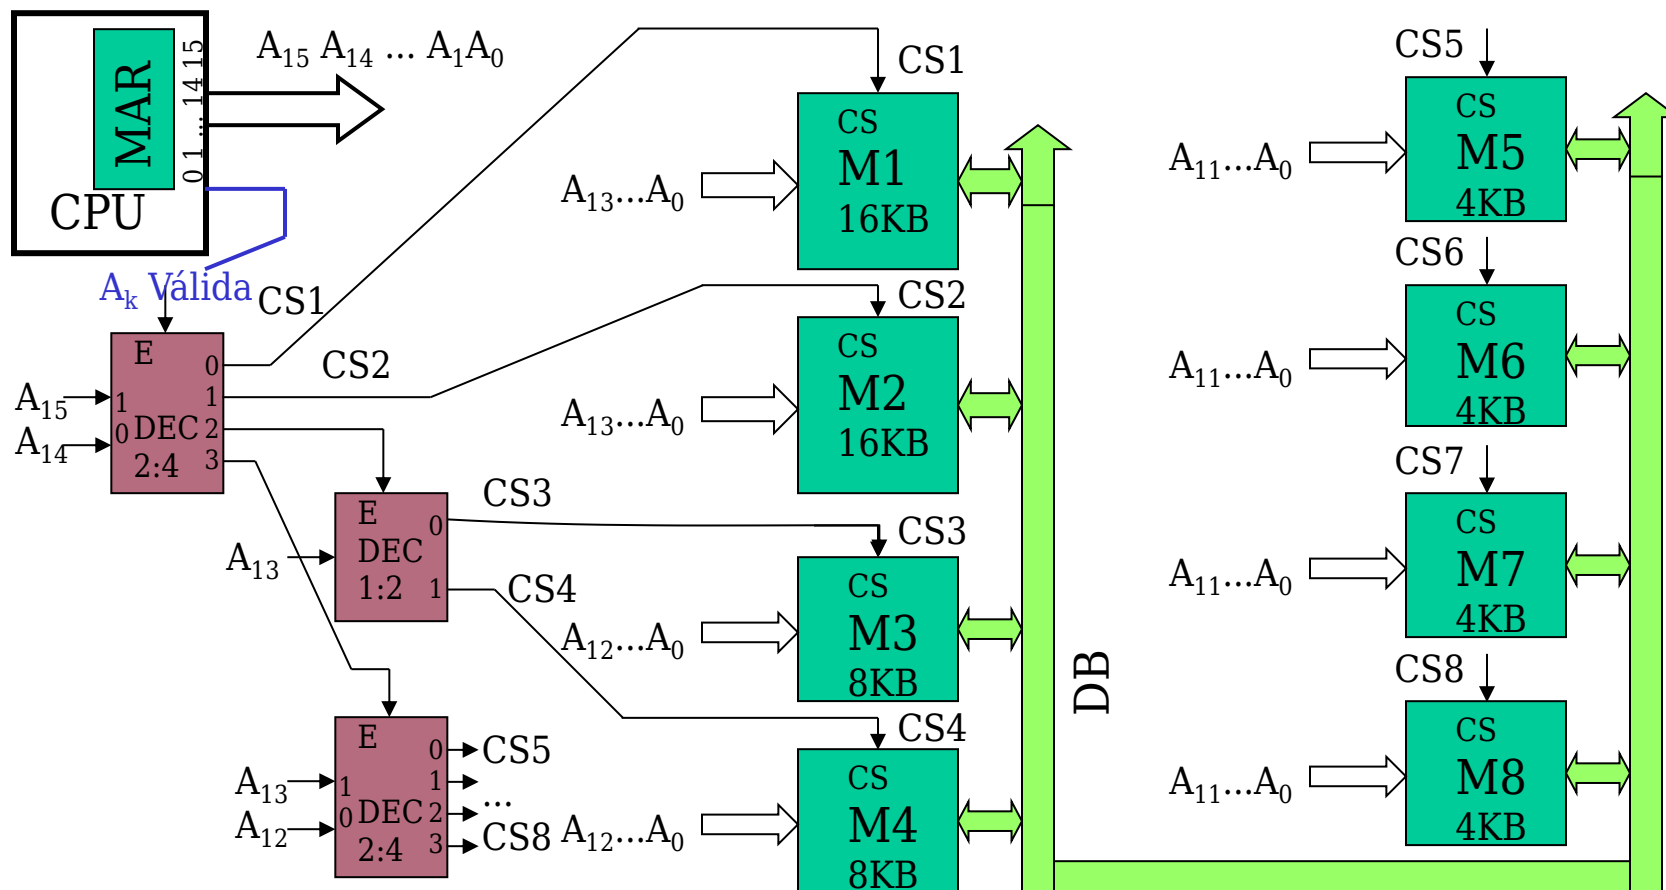 MAR
0 1 ... 14 15
CPU
A₁₅ A₁₄ ... A₁A₀
Aₖ Válida
CS1
CS2
E
A₁₅
A₁₄
1
0
DEC
2:4
0
1
2
3
E
A₁₃
DEC
1:2
0
1
CS3
CS4
E
A₁₃
A₁₂
1
0
DEC
2:4
0
1
2
3
CS5
...
CS8
CS1
CS
M1
16KB
A₁₃...A₀
CS2
CS
M2
16KB
A₁₃...A₀
CS3
CS
M3
8KB
A₁₂...A₀
CS4
CS
M4
8KB
A₁₂...A₀
DB
CS5
CS
M5
4KB
A₁₁...A₀
CS6
CS
M6
4KB
A₁₁...A₀
CS7
CS
M7
4KB
A₁₁...A₀
CS8
CS
M8
4KB
A₁₁...A₀